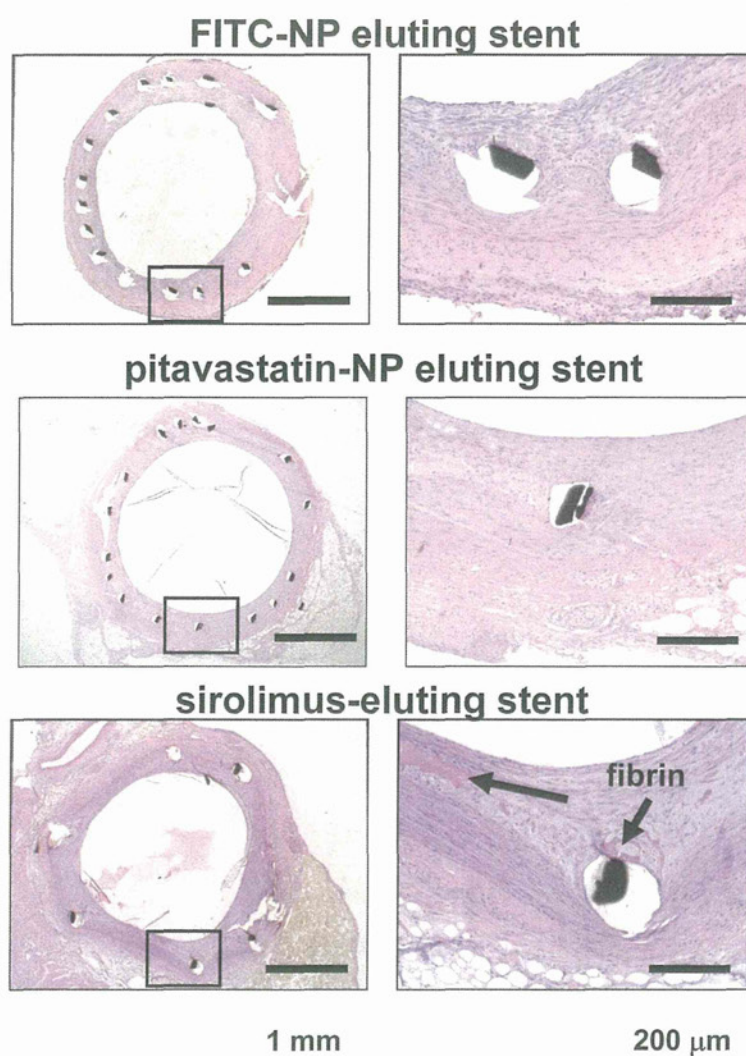 FITC-NP eluting stent
pitavastatin-NP eluting stent
sirolimus-eluting stent
fibrin
1 mm
200 μm